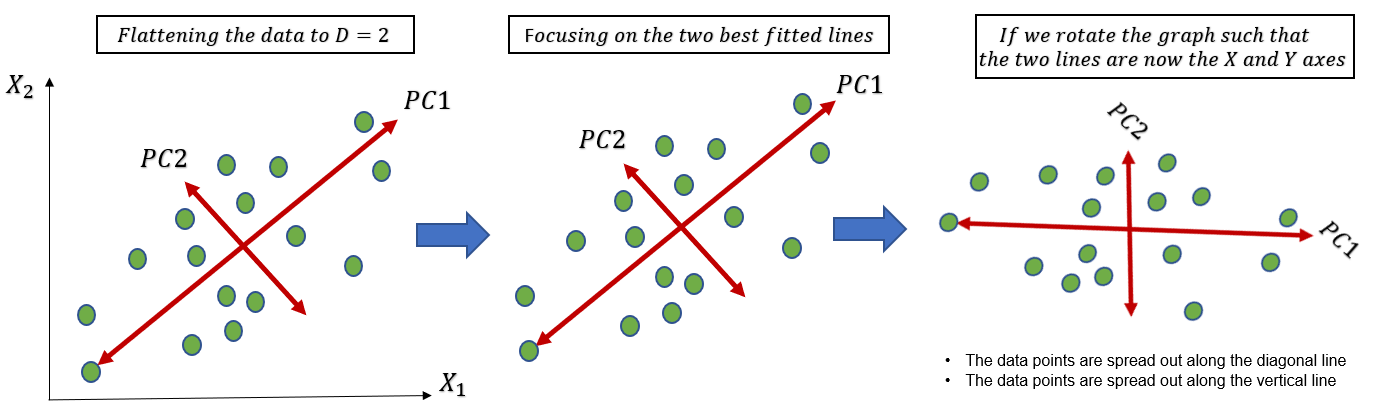 Flattening the data to D = 2
X₂
PC1
PC2
X₁
Focusing on the two best fitted lines
PC1
PC2
If we rotate the graph such that
the two lines are now the X and Y axes
PC2
PC1
• The data points are spread out along the diagonal line
• The data points are spread out along the vertical line